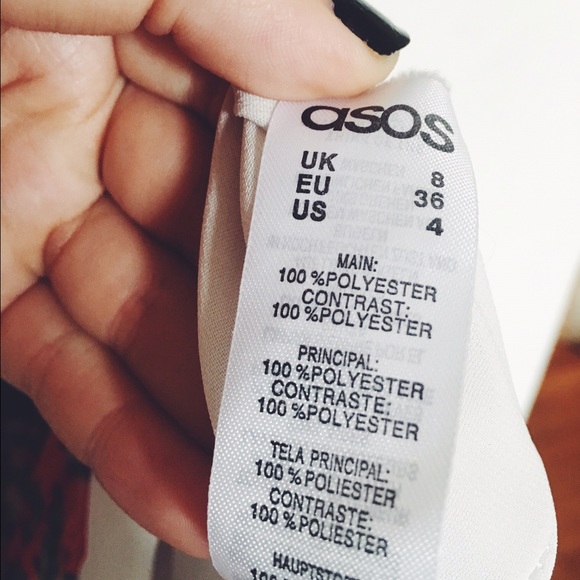 asos
UK 8
EU 36
US 4
MAIN:
100 %POLYESTER
CONTRAST:
100 %POLYESTER
PRINCIPAL:
100 %POLYESTER
CONTRASTE:
100 %POLYESTER
TELA PRINCIPAL:
100 %POLIESTER
CONTRASTE:
100 %POLIESTER